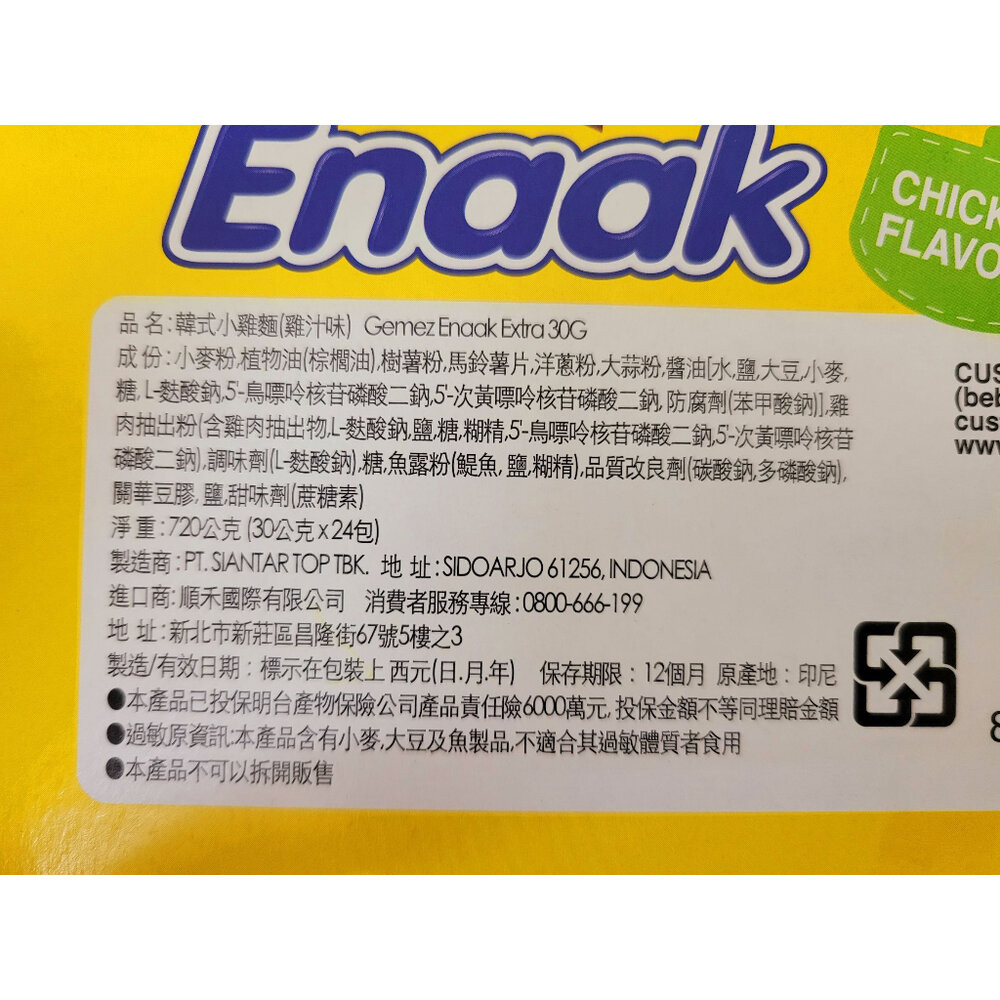 Enaak
CHICK
FLAVO
品 名:韓式小雞麵(雞汁味) Gemez Enaak Extra 30G
成 份:小麥粉,植物油(棕櫚油),樹薯粉,馬鈴薯片,洋蔥粉,大蒜粉,醬油[水,鹽,大豆,小麥,
糖, L-麩酸鈉,5'-鳥嘌呤核苷磷酸二鈉,5'-次黃嘌呤核苷磷酸二鈉, 防腐劑(苯甲酸鈉)],雞
肉抽出粉(含雞肉抽出物,L-麩酸鈉,鹽,糖,糊精,5'-鳥嘌呤核苷磷酸二鈉,5'-次黃嘌呤核苷
磷酸二鈉),調味劑(L-麩酸鈉),糖,魚露粉(鯷魚, 鹽,糊精),品質改良劑(碳酸鈉,多磷酸鈉),
關華豆膠, 鹽,甜味劑(蔗糖素)
淨 重:720公克 (30公克 x 24包)
製造商:PT. SIANTAR TOP TBK. 地 址:SIDOARJO 61256, INDONESIA
進口商: 順禾國際有限公司 消費者服務專線:0800-666-199
地 址:新北市新莊區昌隆街67號5樓之3
製造/有效日期:標示在包裝上 西元(日.月.年) 保存期限:12個月 原產地:印尼
●本產品已投保明台產物保險公司產品責任險6000萬元, 投保金額不等同理賠金額
●過敏原資訊:本產品含有小麥,大豆及魚製品,不適合其過敏體質者食用
●本產品不可以拆開販售
CUS
(beb
cus
www
8